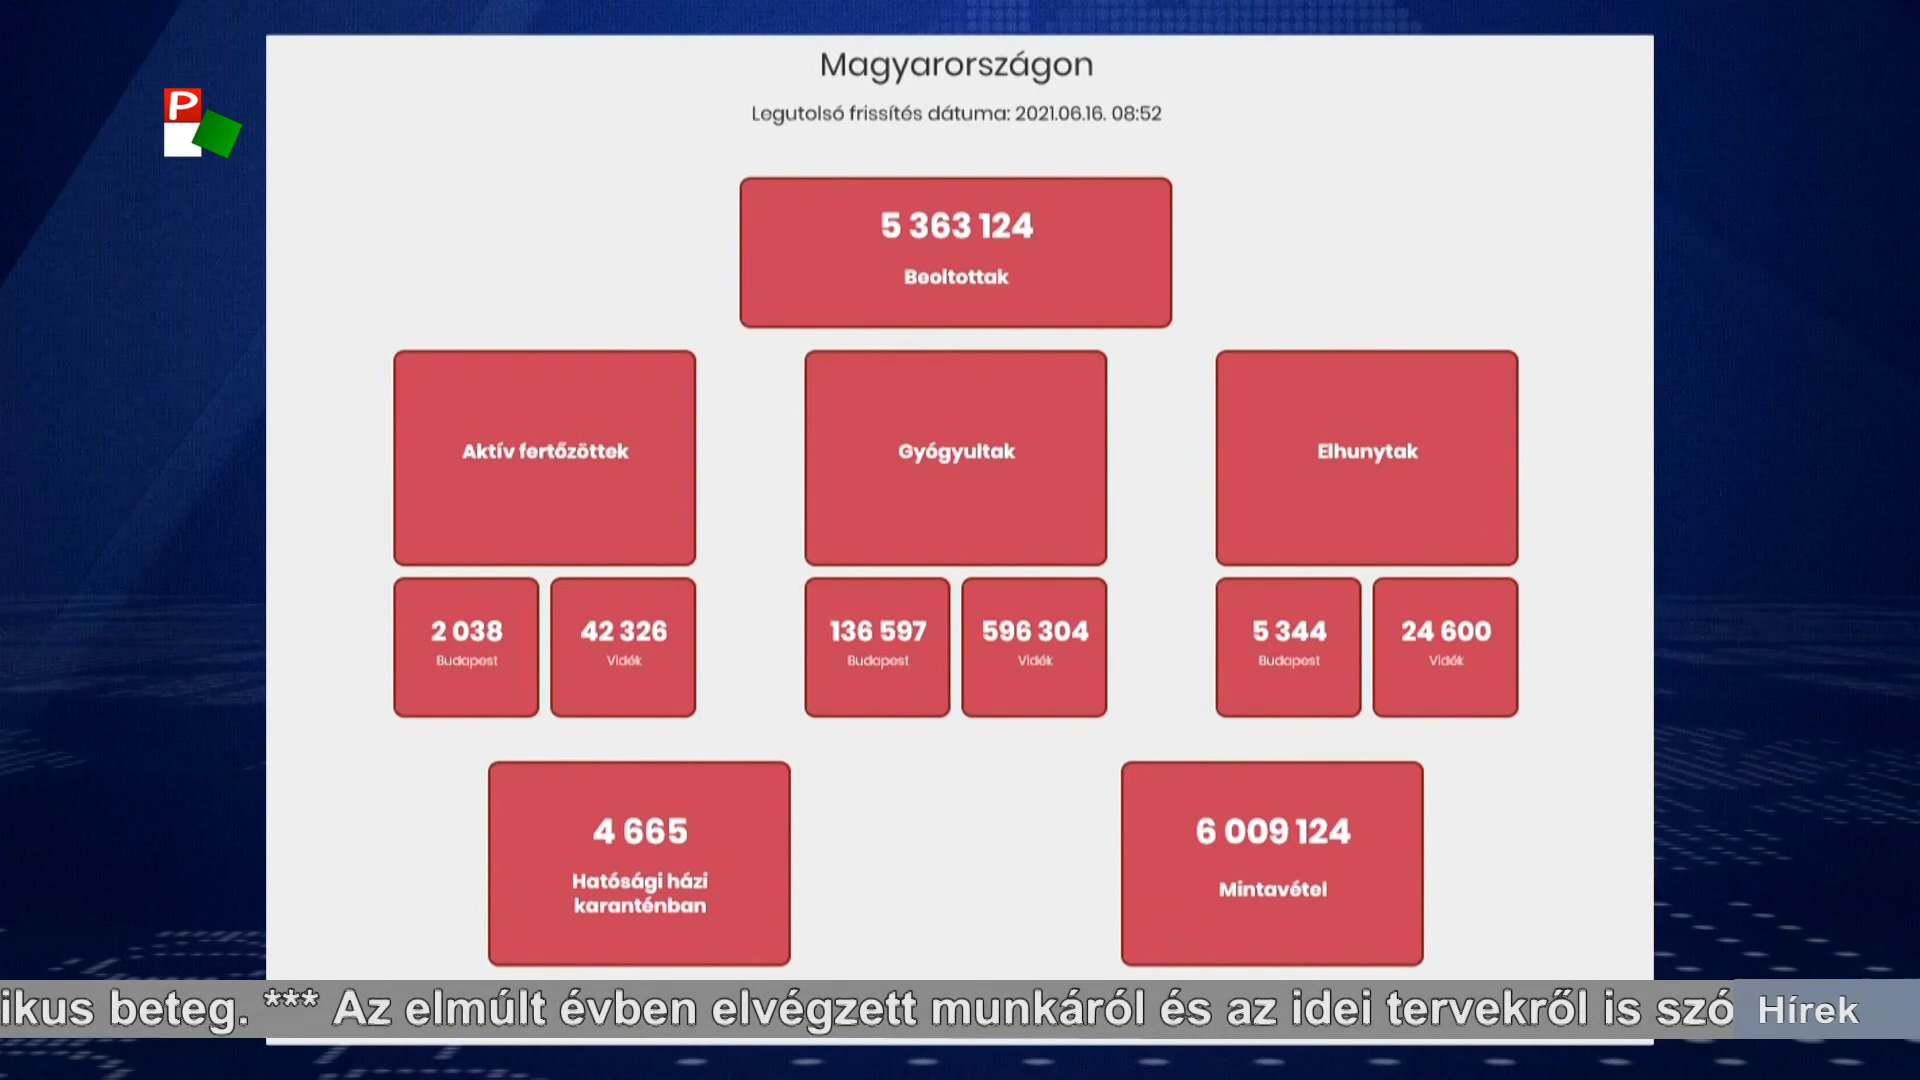 Magyarországon
Legutolsó frissítés dátuma: 2021.06.16. 08:52
P
5 363 124
Beoltottak
Aktív fertőzöttek
Gyógyultak
Elhunytak
2 038
Budapest
42 326
Vidék
136 597
Budapest
596 304
Vidék
5 344
Budapest
24 600
Vidék
4 665
Hatósági házi
karanténban
6 009 124
Mintavétel
ikus beteg. *** Az elmúlt évben elvégzett munkáról és az idei tervekről is szó
Hírek